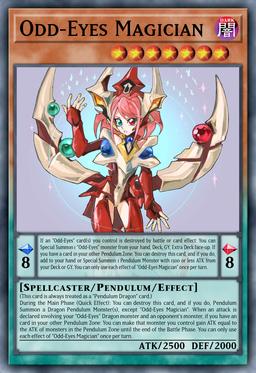 ODD-EYES MAGICIAN
DARK
闇
If an "Odd-Eyes" card(s) you control is destroyed by battle or card effect: You can
Special Summon 1 "Odd-Eyes" monster from your hand, Deck, GY, Extra Deck face-up. If
you have a card in your other Pendulum Zone: You can destroy this card, and if you do,
add to your hand or Special Summon 1 Pendulum Monster with 1500 or less ATK from
your Deck or GY. You can only use each effect of "Odd-Eyes Magician" once per turn.
8
8
[SPELLCASTER/PENDULUM/EFFECT]
(This card is always treated as a "Pendulum Dragon" card.)
During the Main Phase (Quick Effect): You can destroy this card, and if you do, Pendulum
Summon a Dragon Pendulum Monster(s), except "Odd-Eyes Magician". When an attack is
declared involving your "Odd-Eyes" Dragon monster and an opponent's monster, if you have an
card in your other Pendulum Zone: You can make that monster you control gain ATK equal
to the ATK of monsters in the Pendulum Zone until the end of the Battle Phase. You can only use
each effect of "Odd-Eyes Magician" once per turn.
ATK/2500 DEF/2000